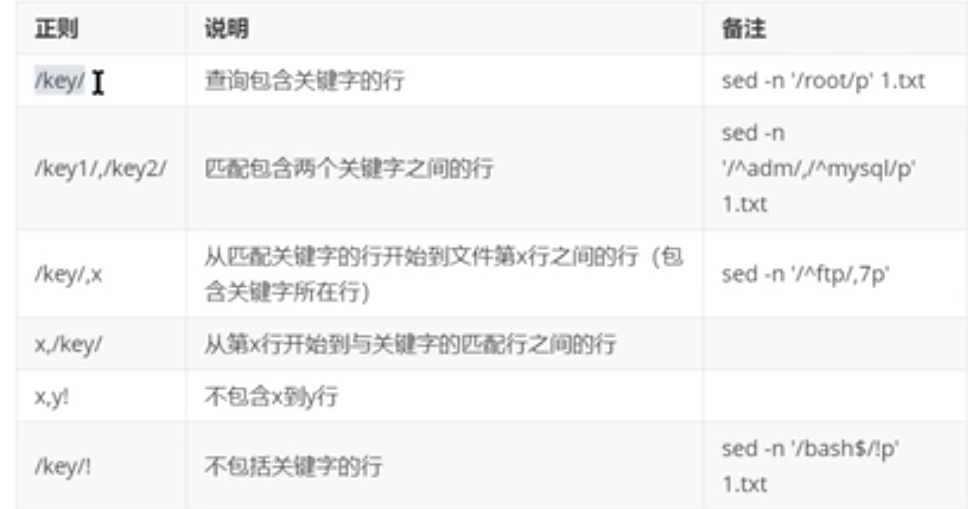 正则 说明 备注
/key/ 查询包含关键字的行 sed -n '/root/p' 1.txt
/key1/,/key2/ 匹配包含两个关键字之间的行 sed -n
'/^adm/,/^mysql/p'
1.txt
/key/,x 从匹配关键字的行开始到文件第x行之间的行（包
含关键字所在行） sed -n '/^ftp/,7p'
x,/key/ 从第x行开始到与关键字的匹配行之间的行
x,y! 不包含x到y行
/key/! 不包括关键字的行 sed -n '/bash$/!p'
1.txt